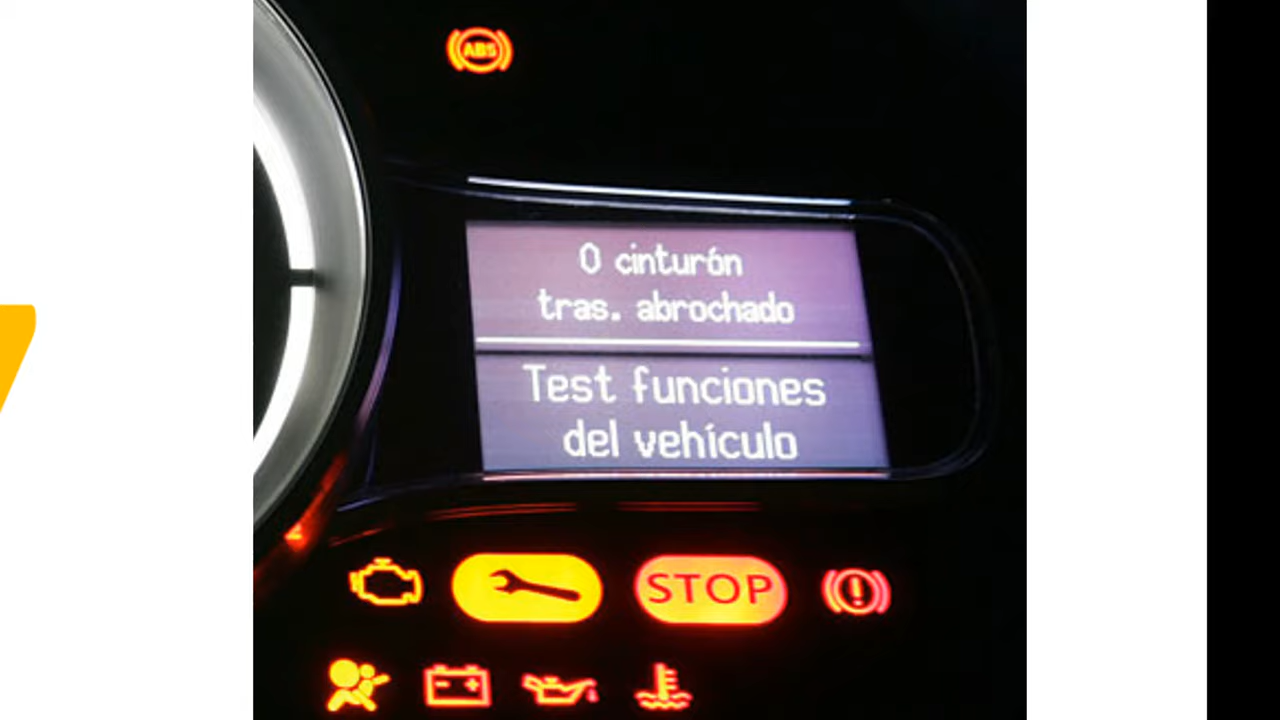 ABS
0 cinturón
tras. abrochado
Test funciones
del vehículo
STOP